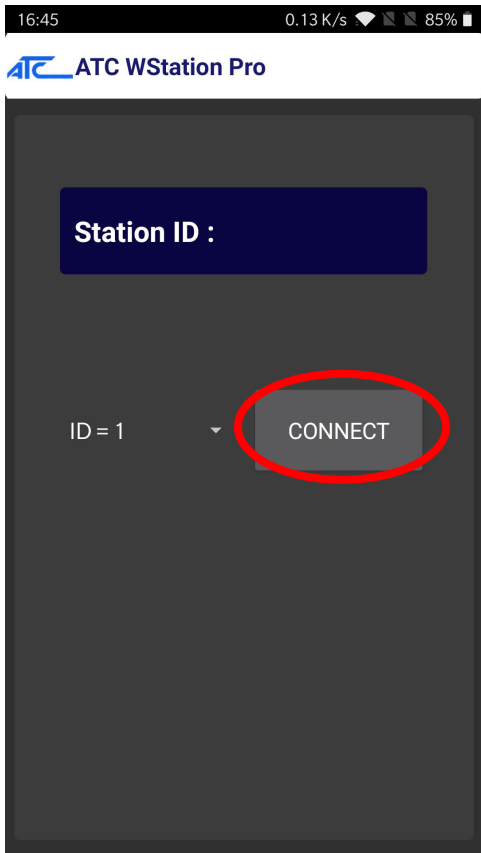 16:45 0.13 K/s 85%
ATC ATC WStation Pro
Station ID :
ID = 1 CONNECT